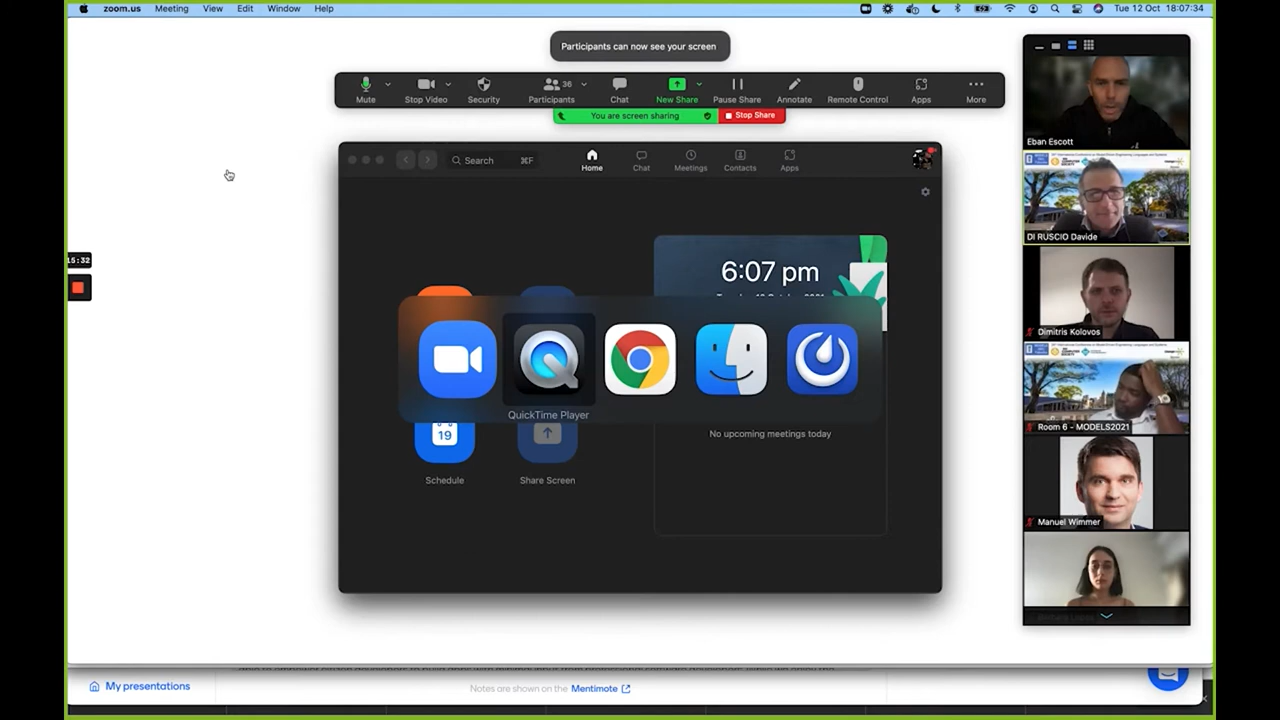 zoom.us Meeting View Edit Window Help Tue 12 Oct 18:07:34
Participants can now see your screen
Mute Stop Video Security Participants 36 Chat New Share Pause Share Annotate Remote Control Apps More
You are screen sharing Stop Share
Search ⌘F Home Chat Meetings Contacts Apps
6:07 pm
QuickTime Player
19
No upcoming meetings today
Schedule Share Screen
15:32
Eban Escott
DI RUSCIO Davide
Dimitris Kolovos
Room 6 - MODELS2021
Manuel Wimmer
My presentations
Notes are shown on the Mentimote